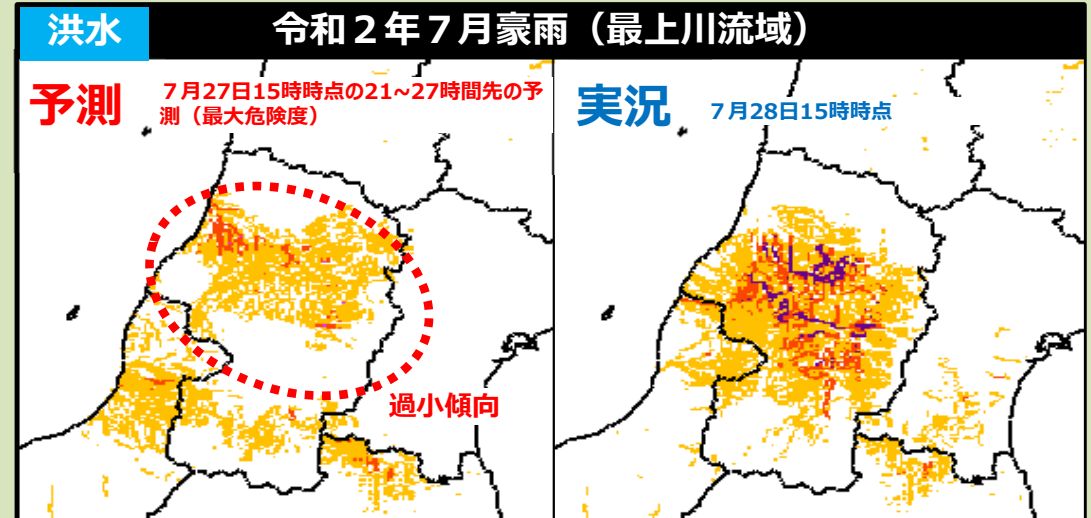 洪水
令和２年７月豪雨（最上川流域）
予測
７月27日15時時点の21~27時間先の予
測（最大危険度）
実況
７月28日15時時点
過小傾向